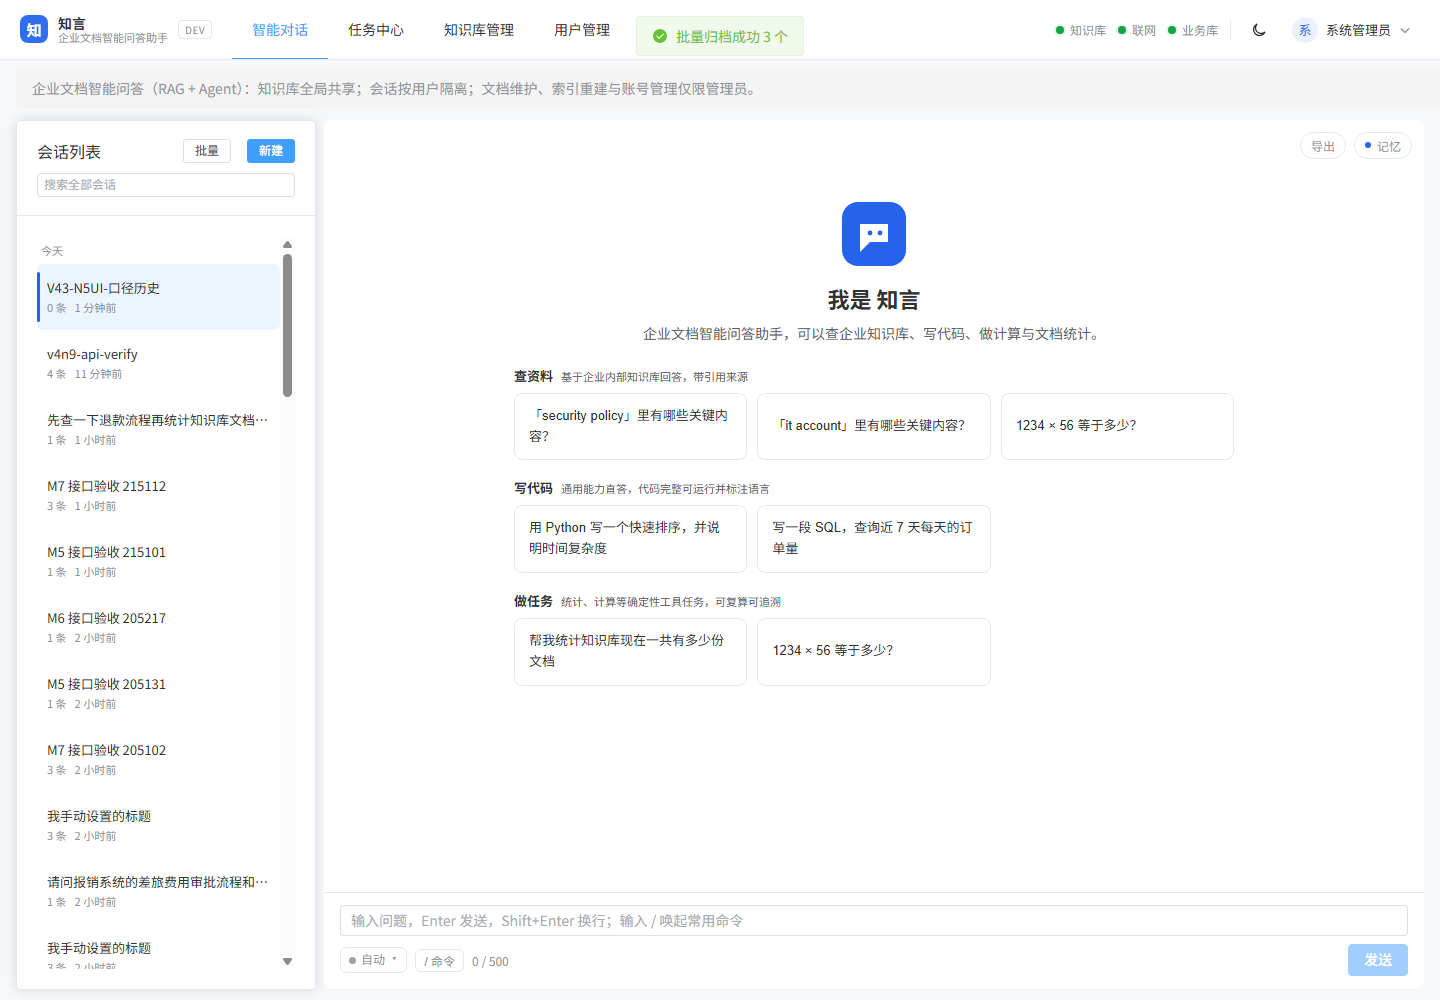 知
知言
企业文档智能问答助手
DEV
智能对话
任务中心
知识库管理
用户管理
批量归档成功 3 个
知识库
联网
业务库
系
系统管理员
企业文档智能问答（RAG + Agent）：知识库全局共享；会话按用户隔离；文档维护、索引重建与账号管理仅限管理员。
会话列表
批量
新建
搜索全部会话
今天
V43-N5UI-口径历史
0 条 1 分钟前
v4n9-api-verify
4 条 11 分钟前
先查一下退款流程再统计知识库文档…
1 条 1 小时前
M7 接口验收 215112
3 条 1 小时前
M5 接口验收 215101
1 条 1 小时前
M6 接口验收 205217
1 条 2 小时前
M5 接口验收 205131
1 条 2 小时前
M7 接口验收 205102
3 条 2 小时前
我手动设置的标题
3 条 2 小时前
请问报销系统的差旅费用审批流程和…
1 条 2 小时前
我手动设置的标题
3 条 2 小时前
导出
记忆
我是 知言
企业文档智能问答助手，可以查企业知识库、写代码、做计算与文档统计。
查资料 基于企业内部知识库回答，带引用来源
「security policy」里有哪些关键内
容？
「it account」里有哪些关键内容？
1234 × 56 等于多少？
写代码 通用能力直答，代码完整可运行并标注语言
用 Python 写一个快速排序，并说
明时间复杂度
写一段 SQL，查询近 7 天每天的订
单量
做任务 统计、计算等确定性工具任务，可复算可追溯
帮我统计知识库现在一共有多少份
文档
1234 × 56 等于多少？
输入问题，Enter 发送，Shift+Enter 换行；输入 / 唤起常用命令
自动
/ 命令
0 / 500
发送